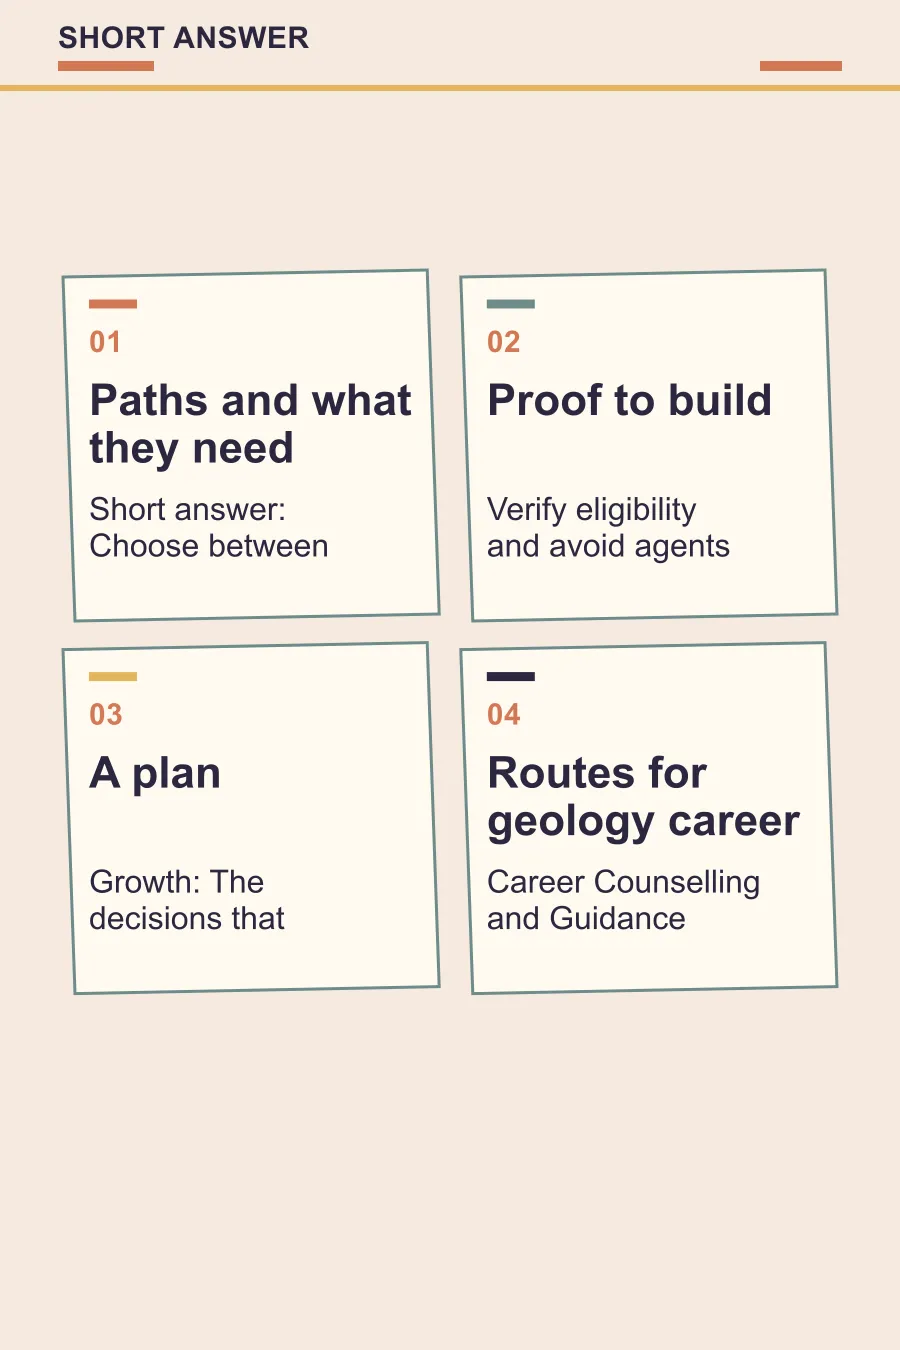 SHORT ANSWER
01
Paths and what
they need
Short answer:
Choose between
02
Proof to build
Verify eligibility
and avoid agents
03
A plan
Growth: The
decisions that
04
Routes for
geology career
Career Counselling
and Guidance